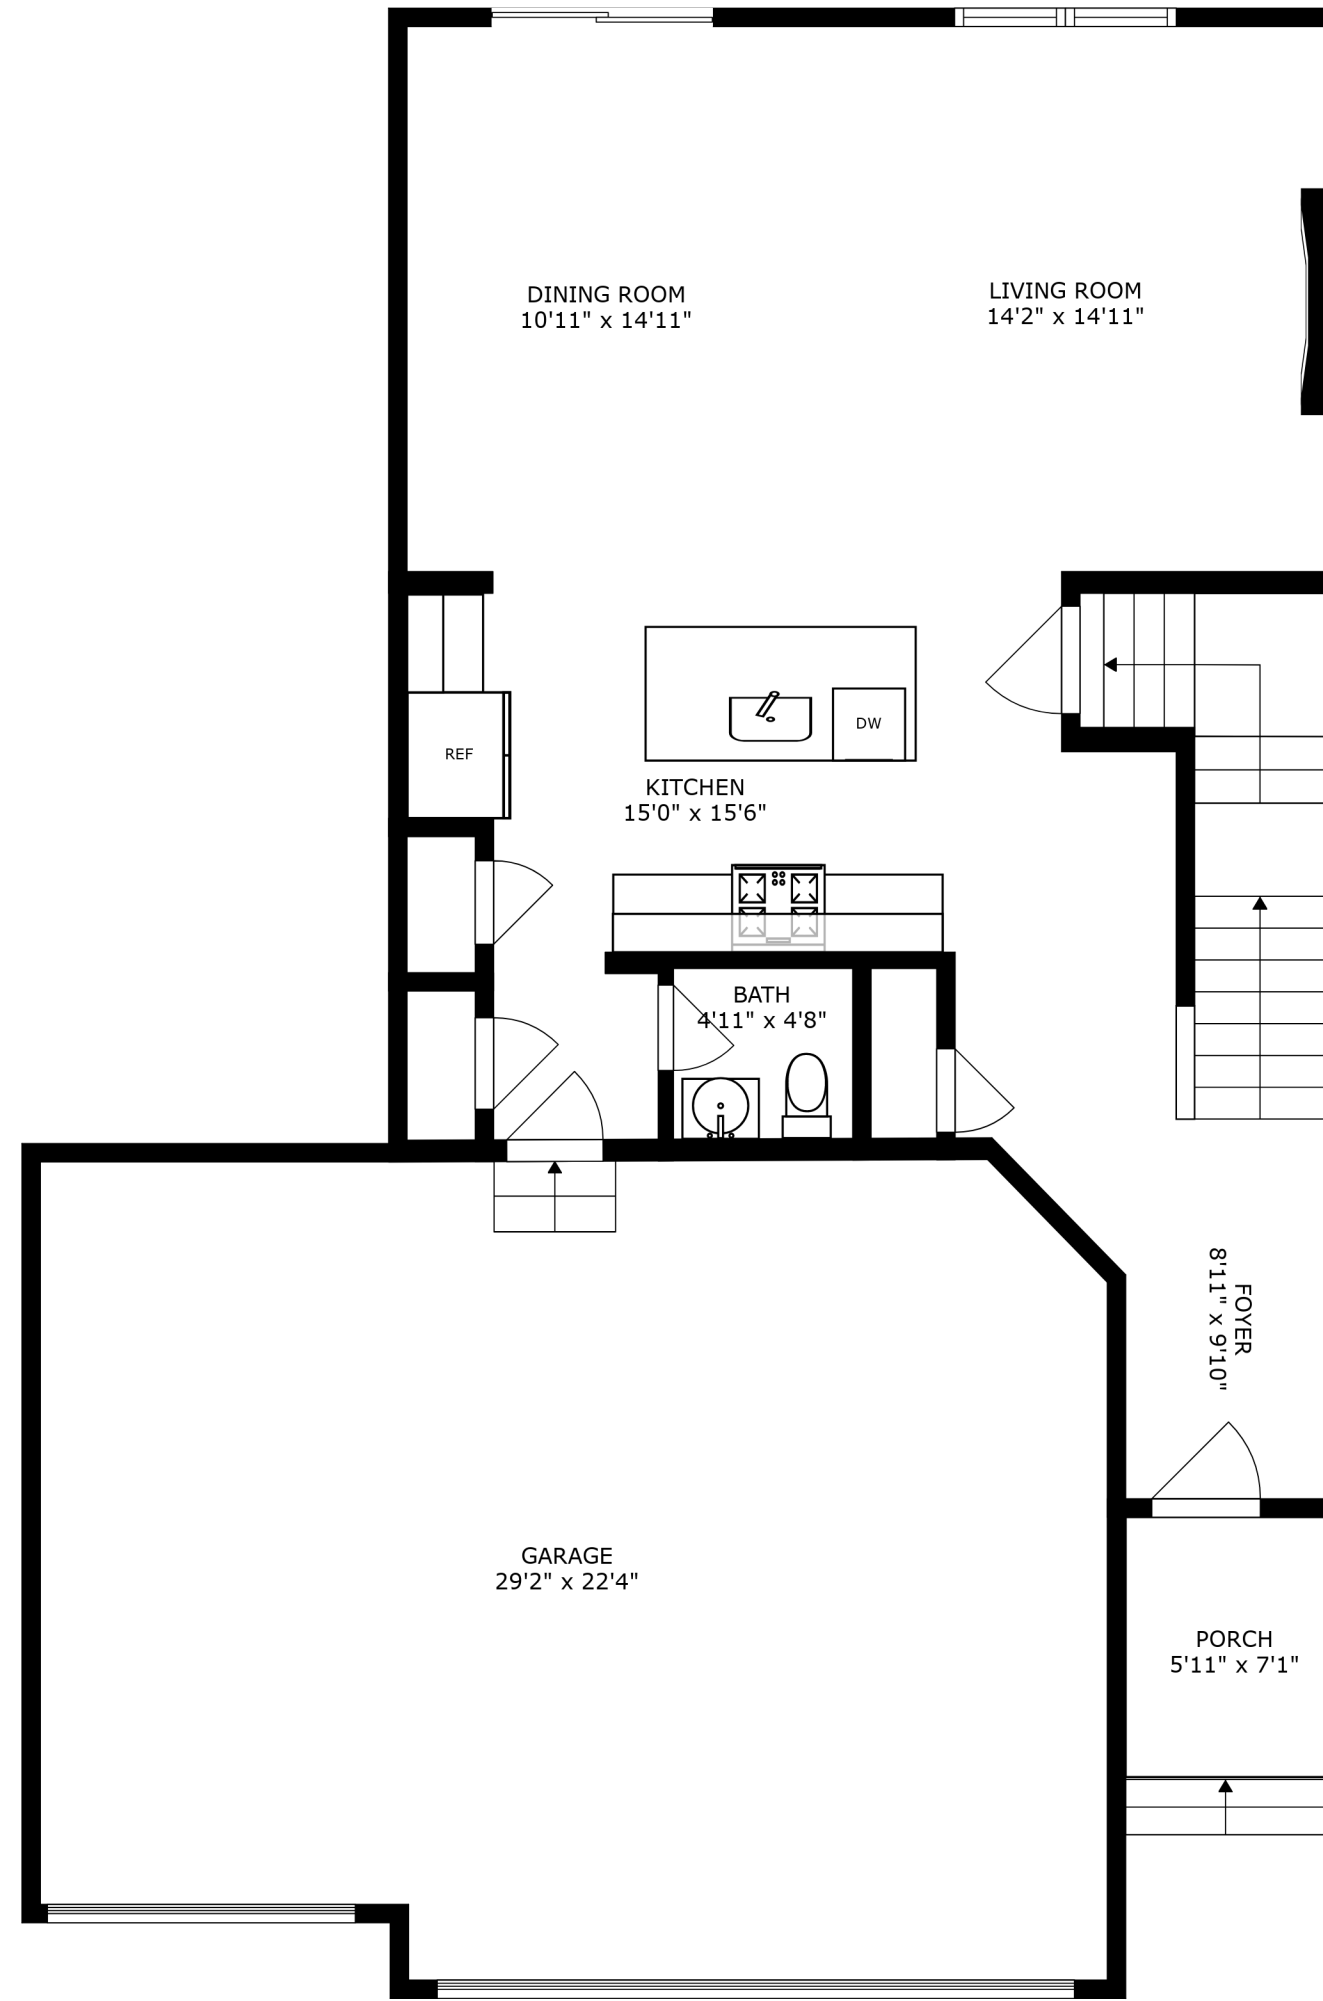 DINING ROOM
10'11" x 14'11"
LIVING ROOM
14'2" x 14'11"
DW
REF
KITCHEN
15'0" x 15'6"
BATH
4'11" x 4'8"
FOYER
8'11" x 9'10"
GARAGE
29'2" x 22'4"
PORCH
5'11" x 7'1"